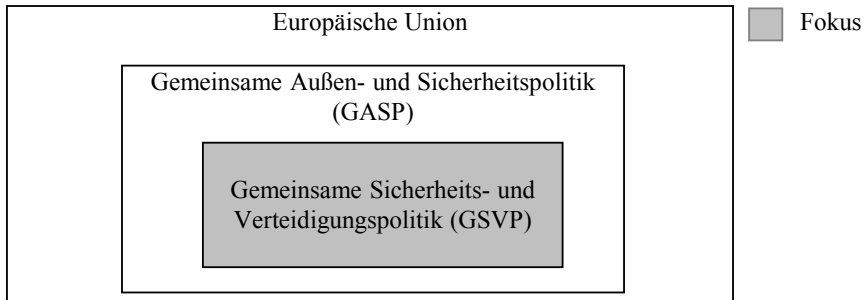 Europäische Union
Fokus
Gemeinsame Außen- und Sicherheitspolitik
(GASP)
Gemeinsame Sicherheits- und
Verteidigungspolitik (GSVP)